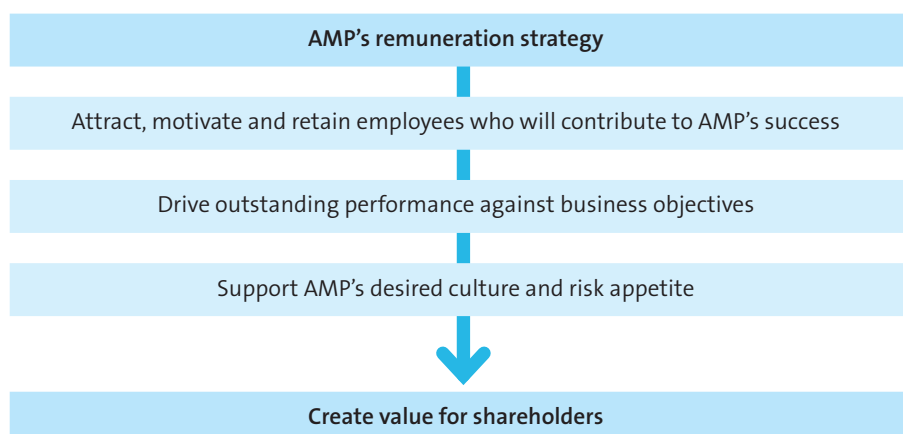 AMP’s remuneration strategy
Attract, motivate and retain employees who will contribute to AMP’s success
Drive outstanding performance against business objectives
Support AMP’s desired culture and risk appetite
Create value for shareholders